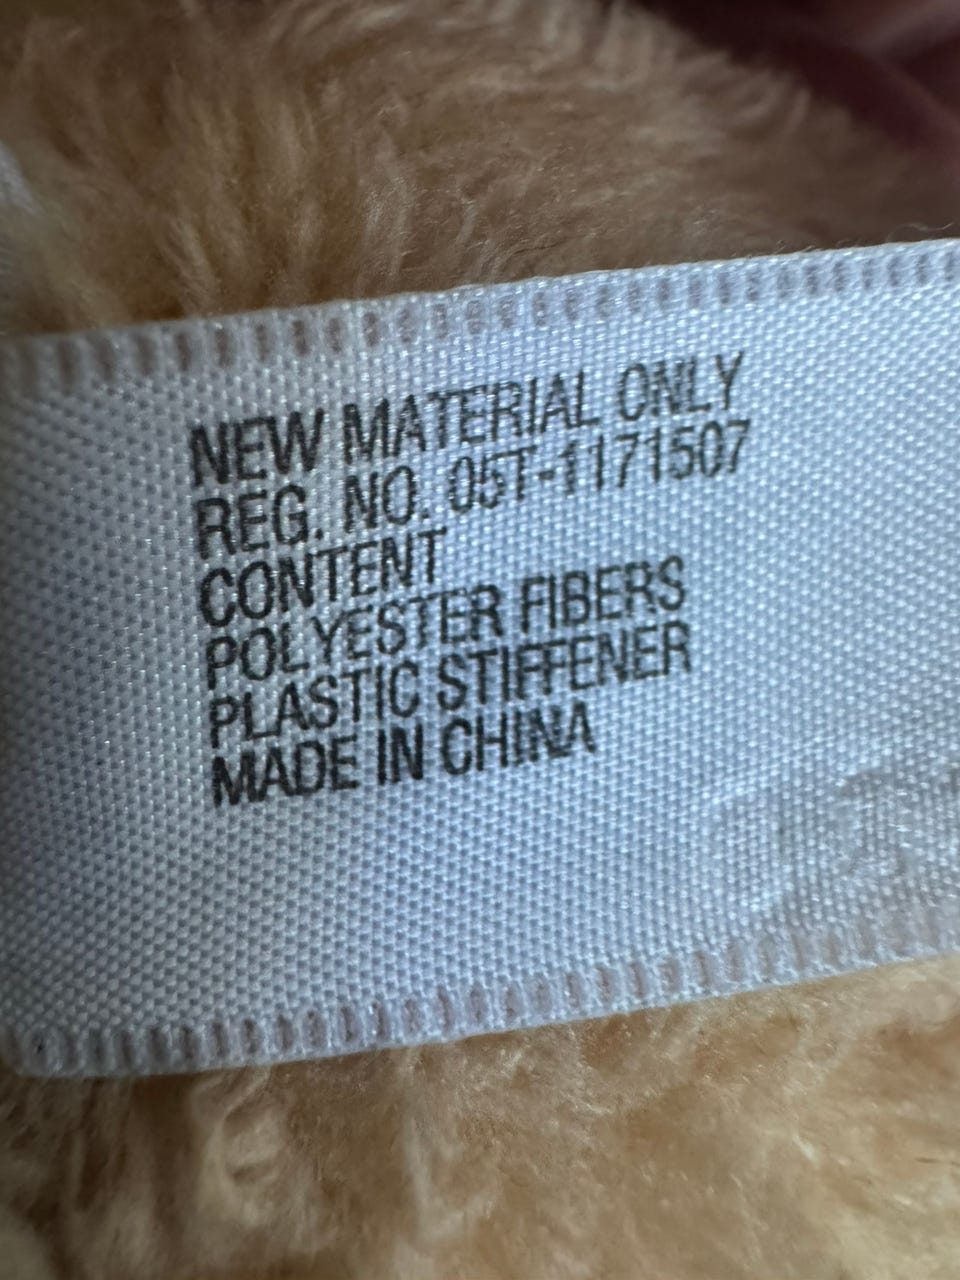 NEW MATERIAL ONLY
REG. NO. 05T-1171507
CONTENT
POLYESTER FIBERS
PLASTIC STIFFENER
MADE IN CHINA